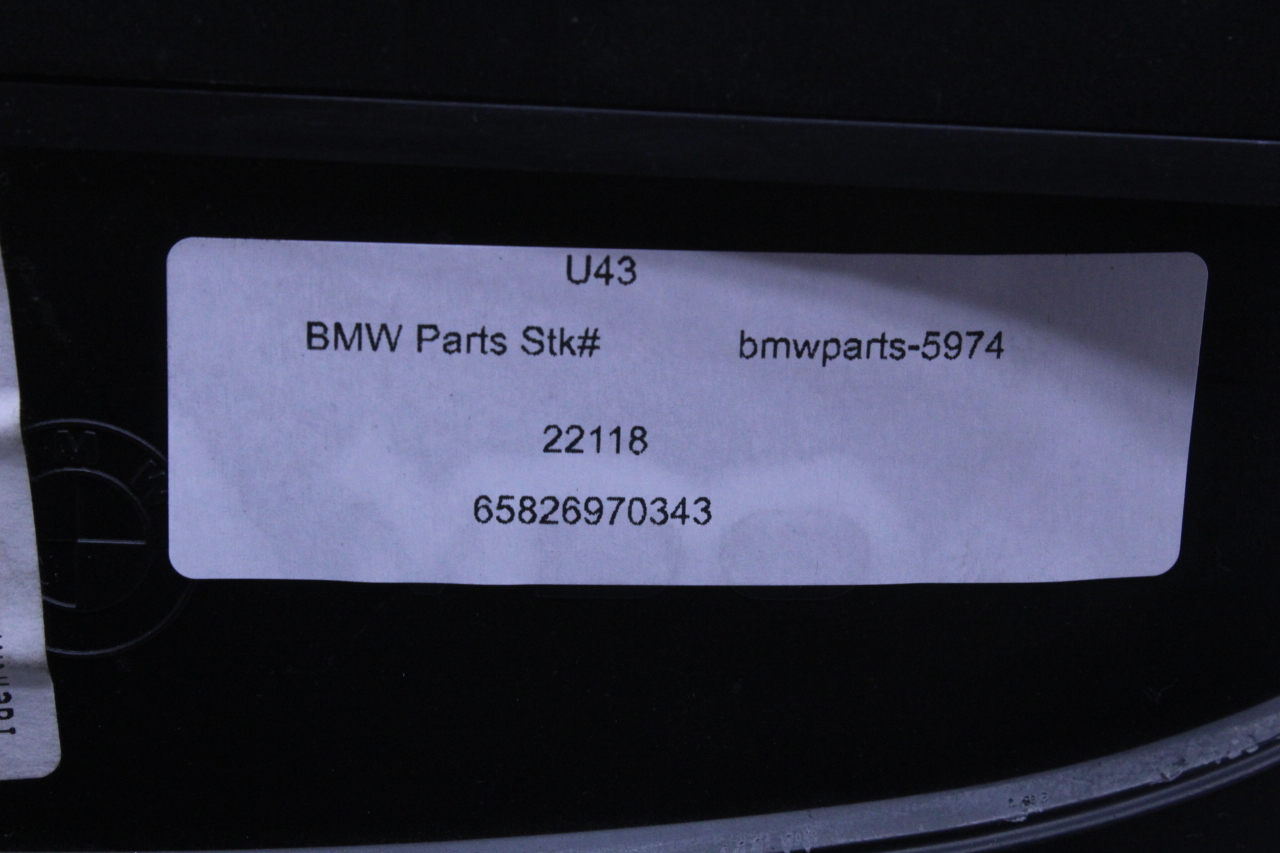 U43
BMW Parts Stk# bmwparts-5974
22118
65826970343
M W